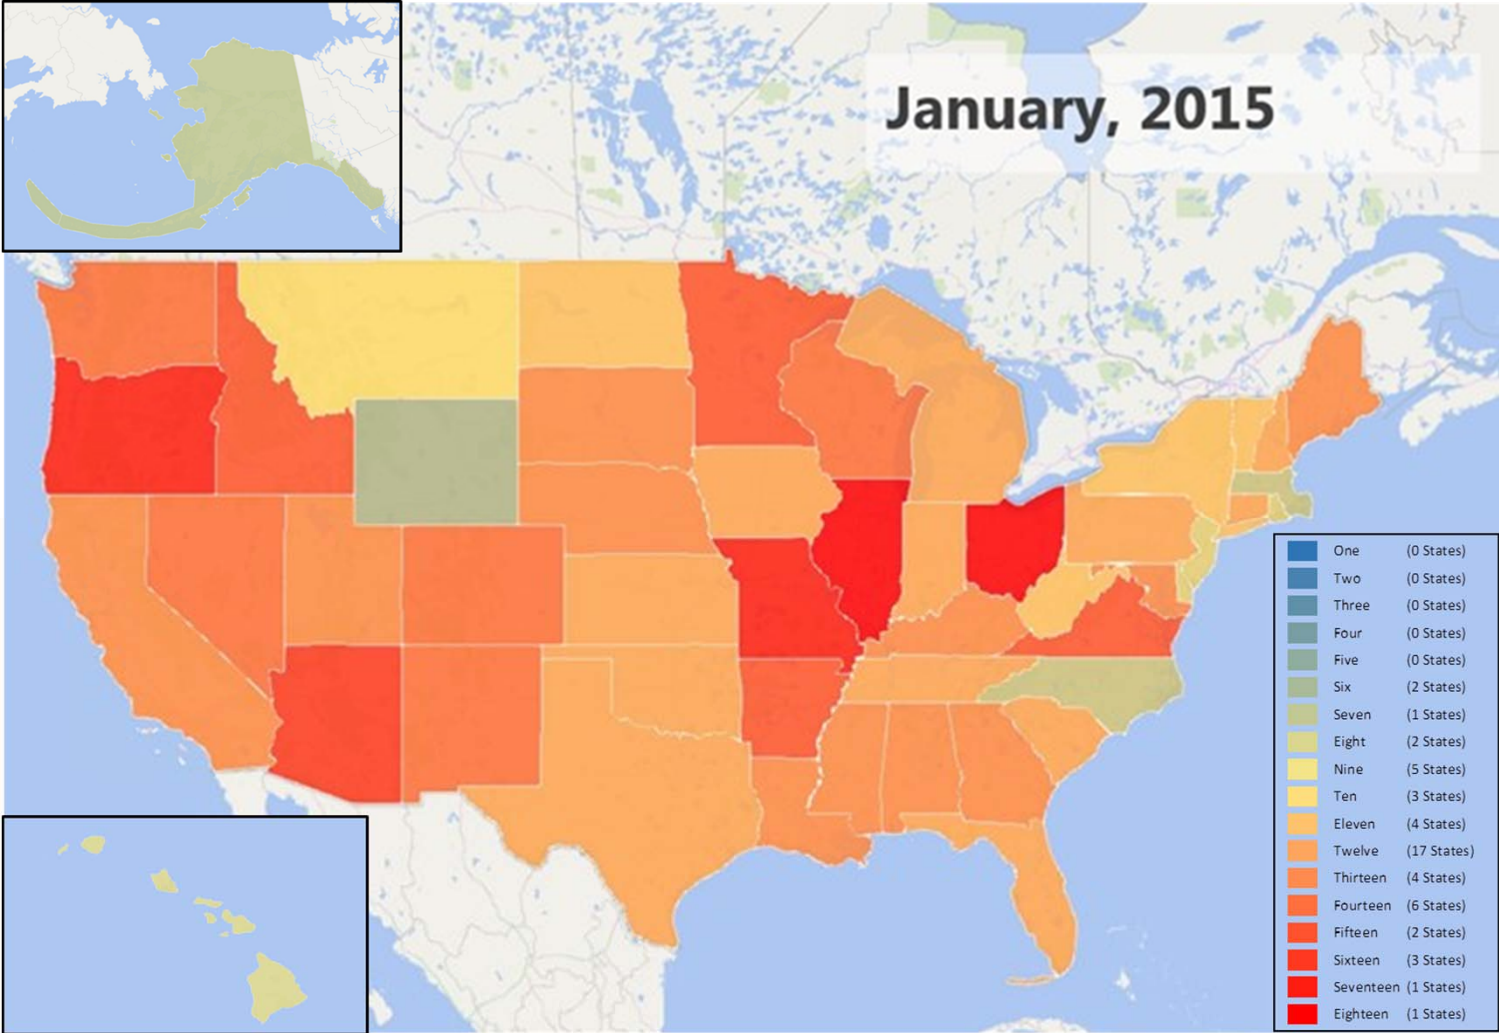 January, 2015
One (0 States)
Two (0 States)
Three (0 States)
Four (0 States)
Five (0 States)
Six (2 States)
Seven (1 States)
Eight (2 States)
Nine (5 States)
Ten (3 States)
Eleven (4 States)
Twelve (17 States)
Thirteen (4 States)
Fourteen (6 States)
Fifteen (2 States)
Sixteen (3 States)
Seventeen (1 States)
Eighteen (1 States)